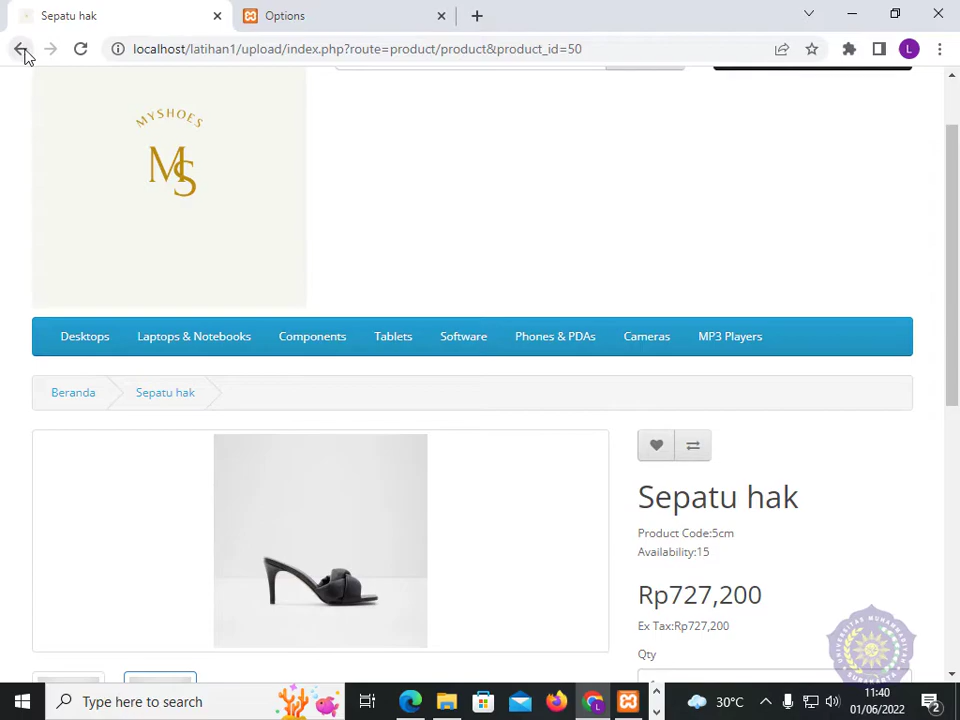 Sepatu hak
Options
localhost/latihan1/upload/index.php?route=product/product&product_id=50
L
MYSHOES
MS
Desktops
Laptops & Notebooks
Components
Tablets
Software
Phones & PDAs
Cameras
MP3 Players
Beranda
Sepatu hak
Sepatu hak
Product Code:5cm
Availability:15
Rp727,200
Ex Tax:Rp727,200
Qty
Type here to search
L
30°C
11:40
01/06/2022
2